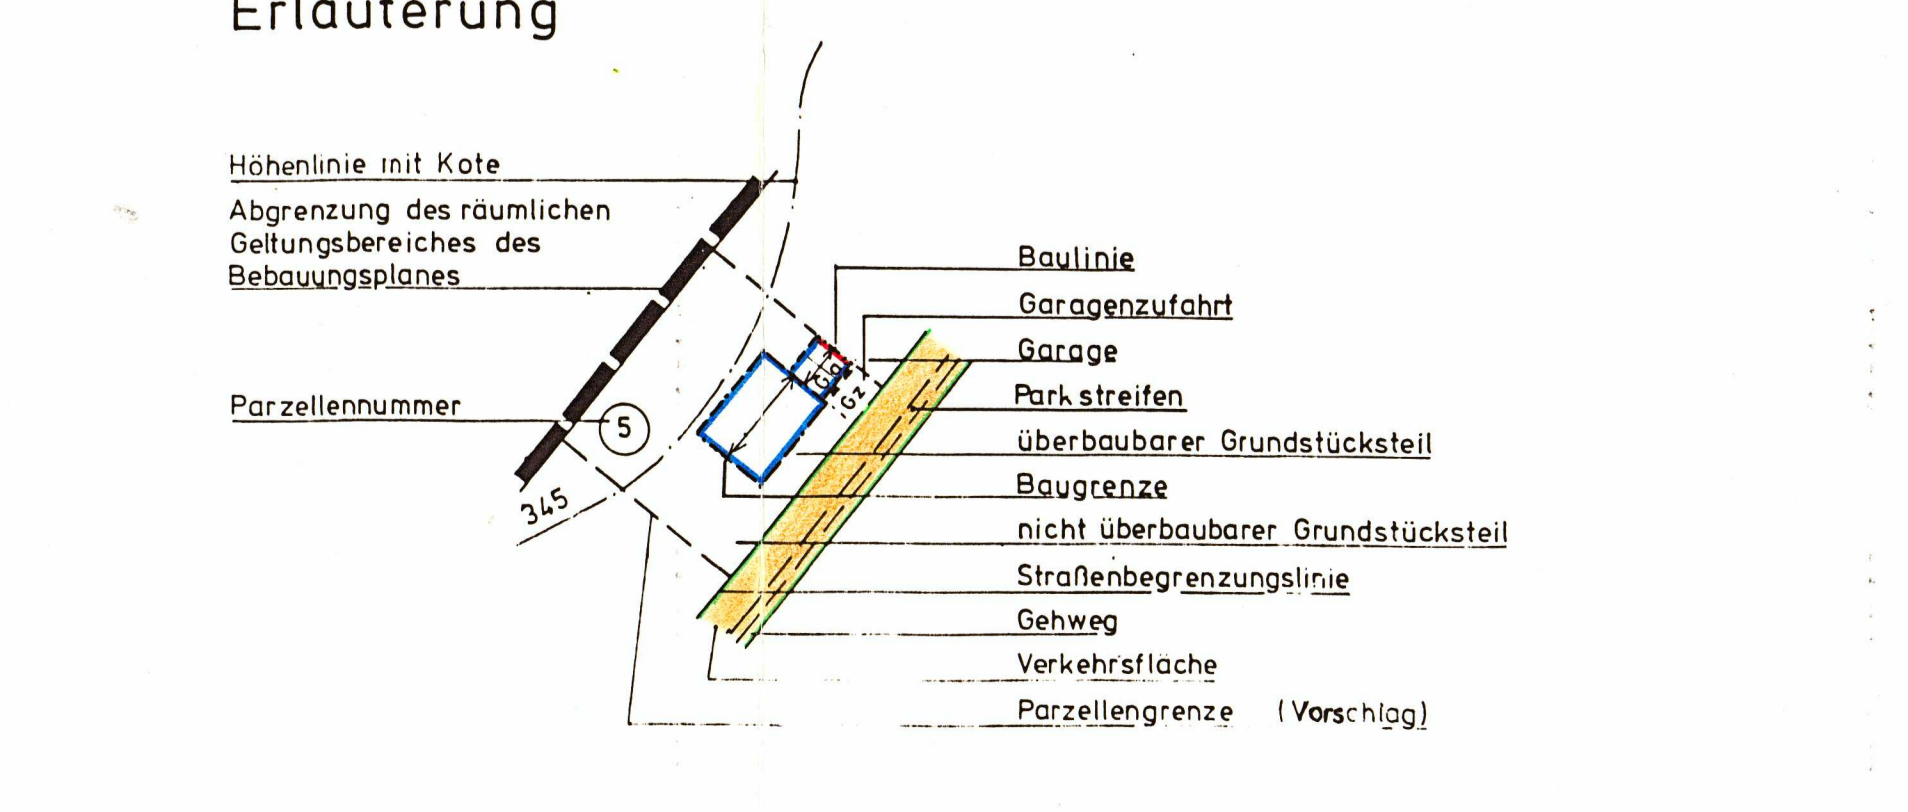 Erläuterung
Höhenlinie mit Kote
Abgrenzung des räumlichen
Geltungsbereiches des
Bebauungsplanes
Parzellennummer
5
345
Ga
Gz
Baulinie
Garagenzufahrt
Garage
Parkstreifen
überbaubarer Grundstücksteil
Baugrenze
nicht überbaubarer Grundstücksteil
Straßenbegrenzungslinie
Gehweg
Verkehrsfläche
Parzellengrenze (Vorschlag)